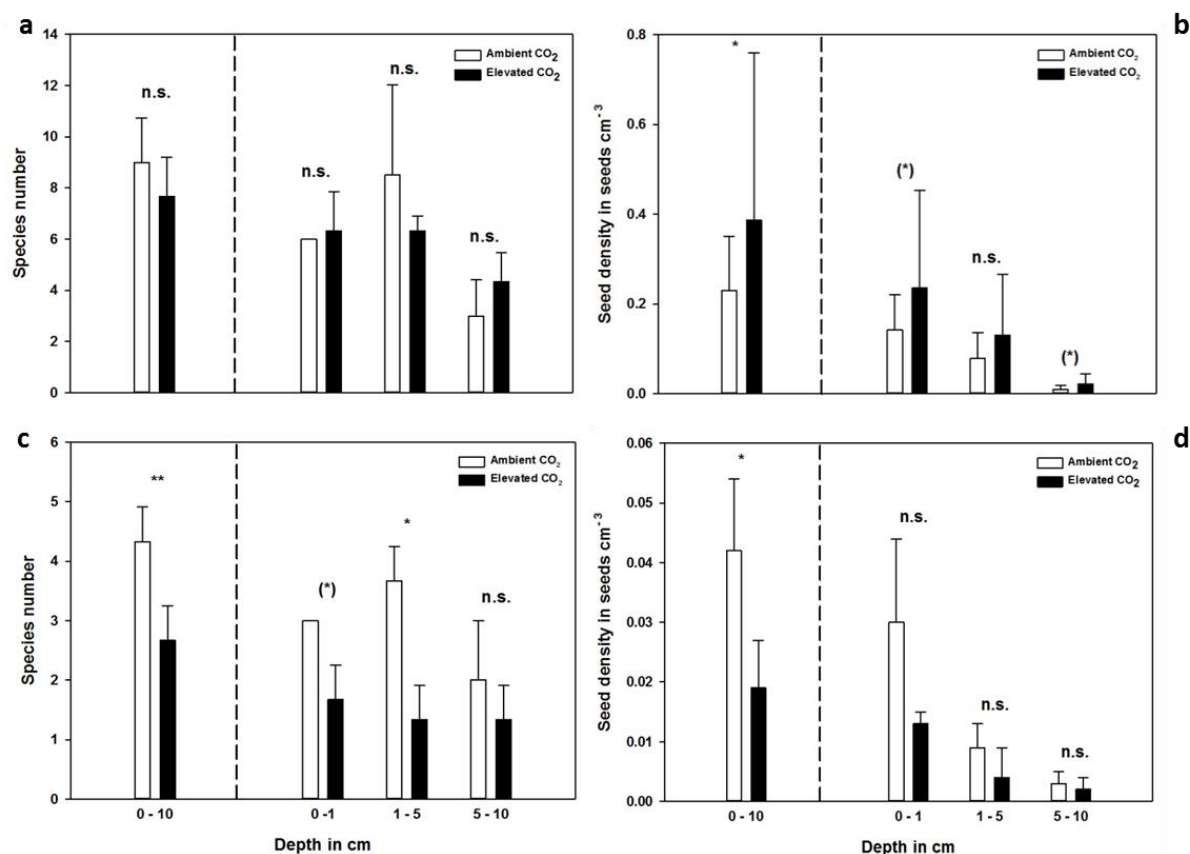 a
14
12
10
8
6
4
2
0
Species number
n.s.
n.s.
n.s.
n.s.
Ambient CO₂
Elevated CO₂
b
0.8
0.6
0.4
0.2
0.0
Seed density in seeds cm⁻³
*
(*)
n.s.
(*)
Ambient CO₂
Elevated CO₂
c
6
5
4
3
2
1
0
Species number
**
(*)
*
n.s.
Ambient CO₂
Elevated CO₂
0 - 10 0 - 1 1 - 5 5 - 10
Depth in cm
d
0.06
0.05
0.04
0.03
0.02
0.01
0.00
Seed density in seeds cm⁻³
*
n.s.
n.s.
n.s.
Ambient CO₂
Elevated CO₂
0 - 10 0 - 1 1 - 5 5 - 10
Depth in cm